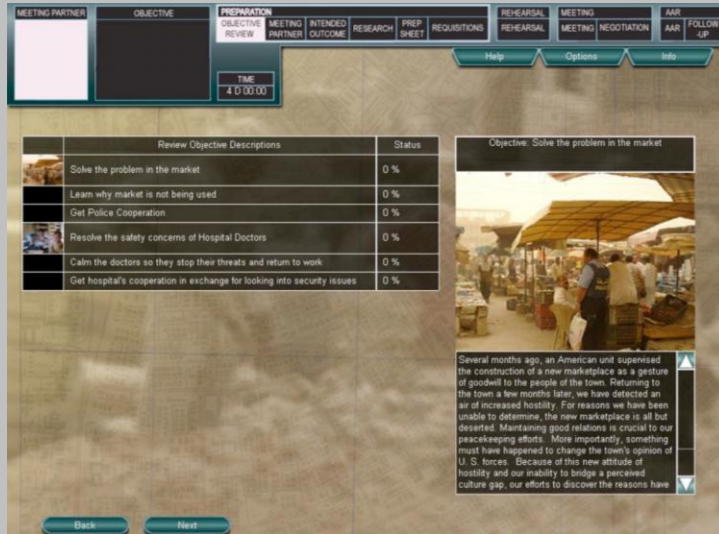 MEETING PARTNER
OBJECTIVE
PREPARATION
OBJECTIVE REVIEW
MEETING PARTNER
INTENDED OUTCOME
RESEARCH
PREP SHEET
REQUISITIONS
REHEARSAL
REHEARSAL
MEETING
MEETING
NEGOTIATION
AAR
AAR
FOLLOW -UP
TIME
4 D 00:00
Help
Options
Info
Review Objective Descriptions
Status
Solve the problem in the market
0 %
Learn why market is not being used
0 %
Get Police Cooperation
0 %
Resolve the safety concerns of Hospital Doctors
0 %
Calm the doctors so they stop their threats and return to work
0 %
Get hospital's cooperation in exchange for looking into security issues
0 %
Objective: Solve the problem in the market
Several months ago, an American unit supervised
the construction of a new marketplace as a gesture
of goodwill to the people of the town. Returning to
the town a few months later, we have detected an
air of increased hostility. For reasons we have been
unable to determine, the new marketplace is all but
deserted. Maintaining good relations is crucial to our
peacekeeping efforts. More importantly, something
must have happened to change the town's opinion of
U. S. forces. Because of this new attitude of
hostility and our inability to bridge a perceived
culture gap, our efforts to discover the reasons have
Back
Next